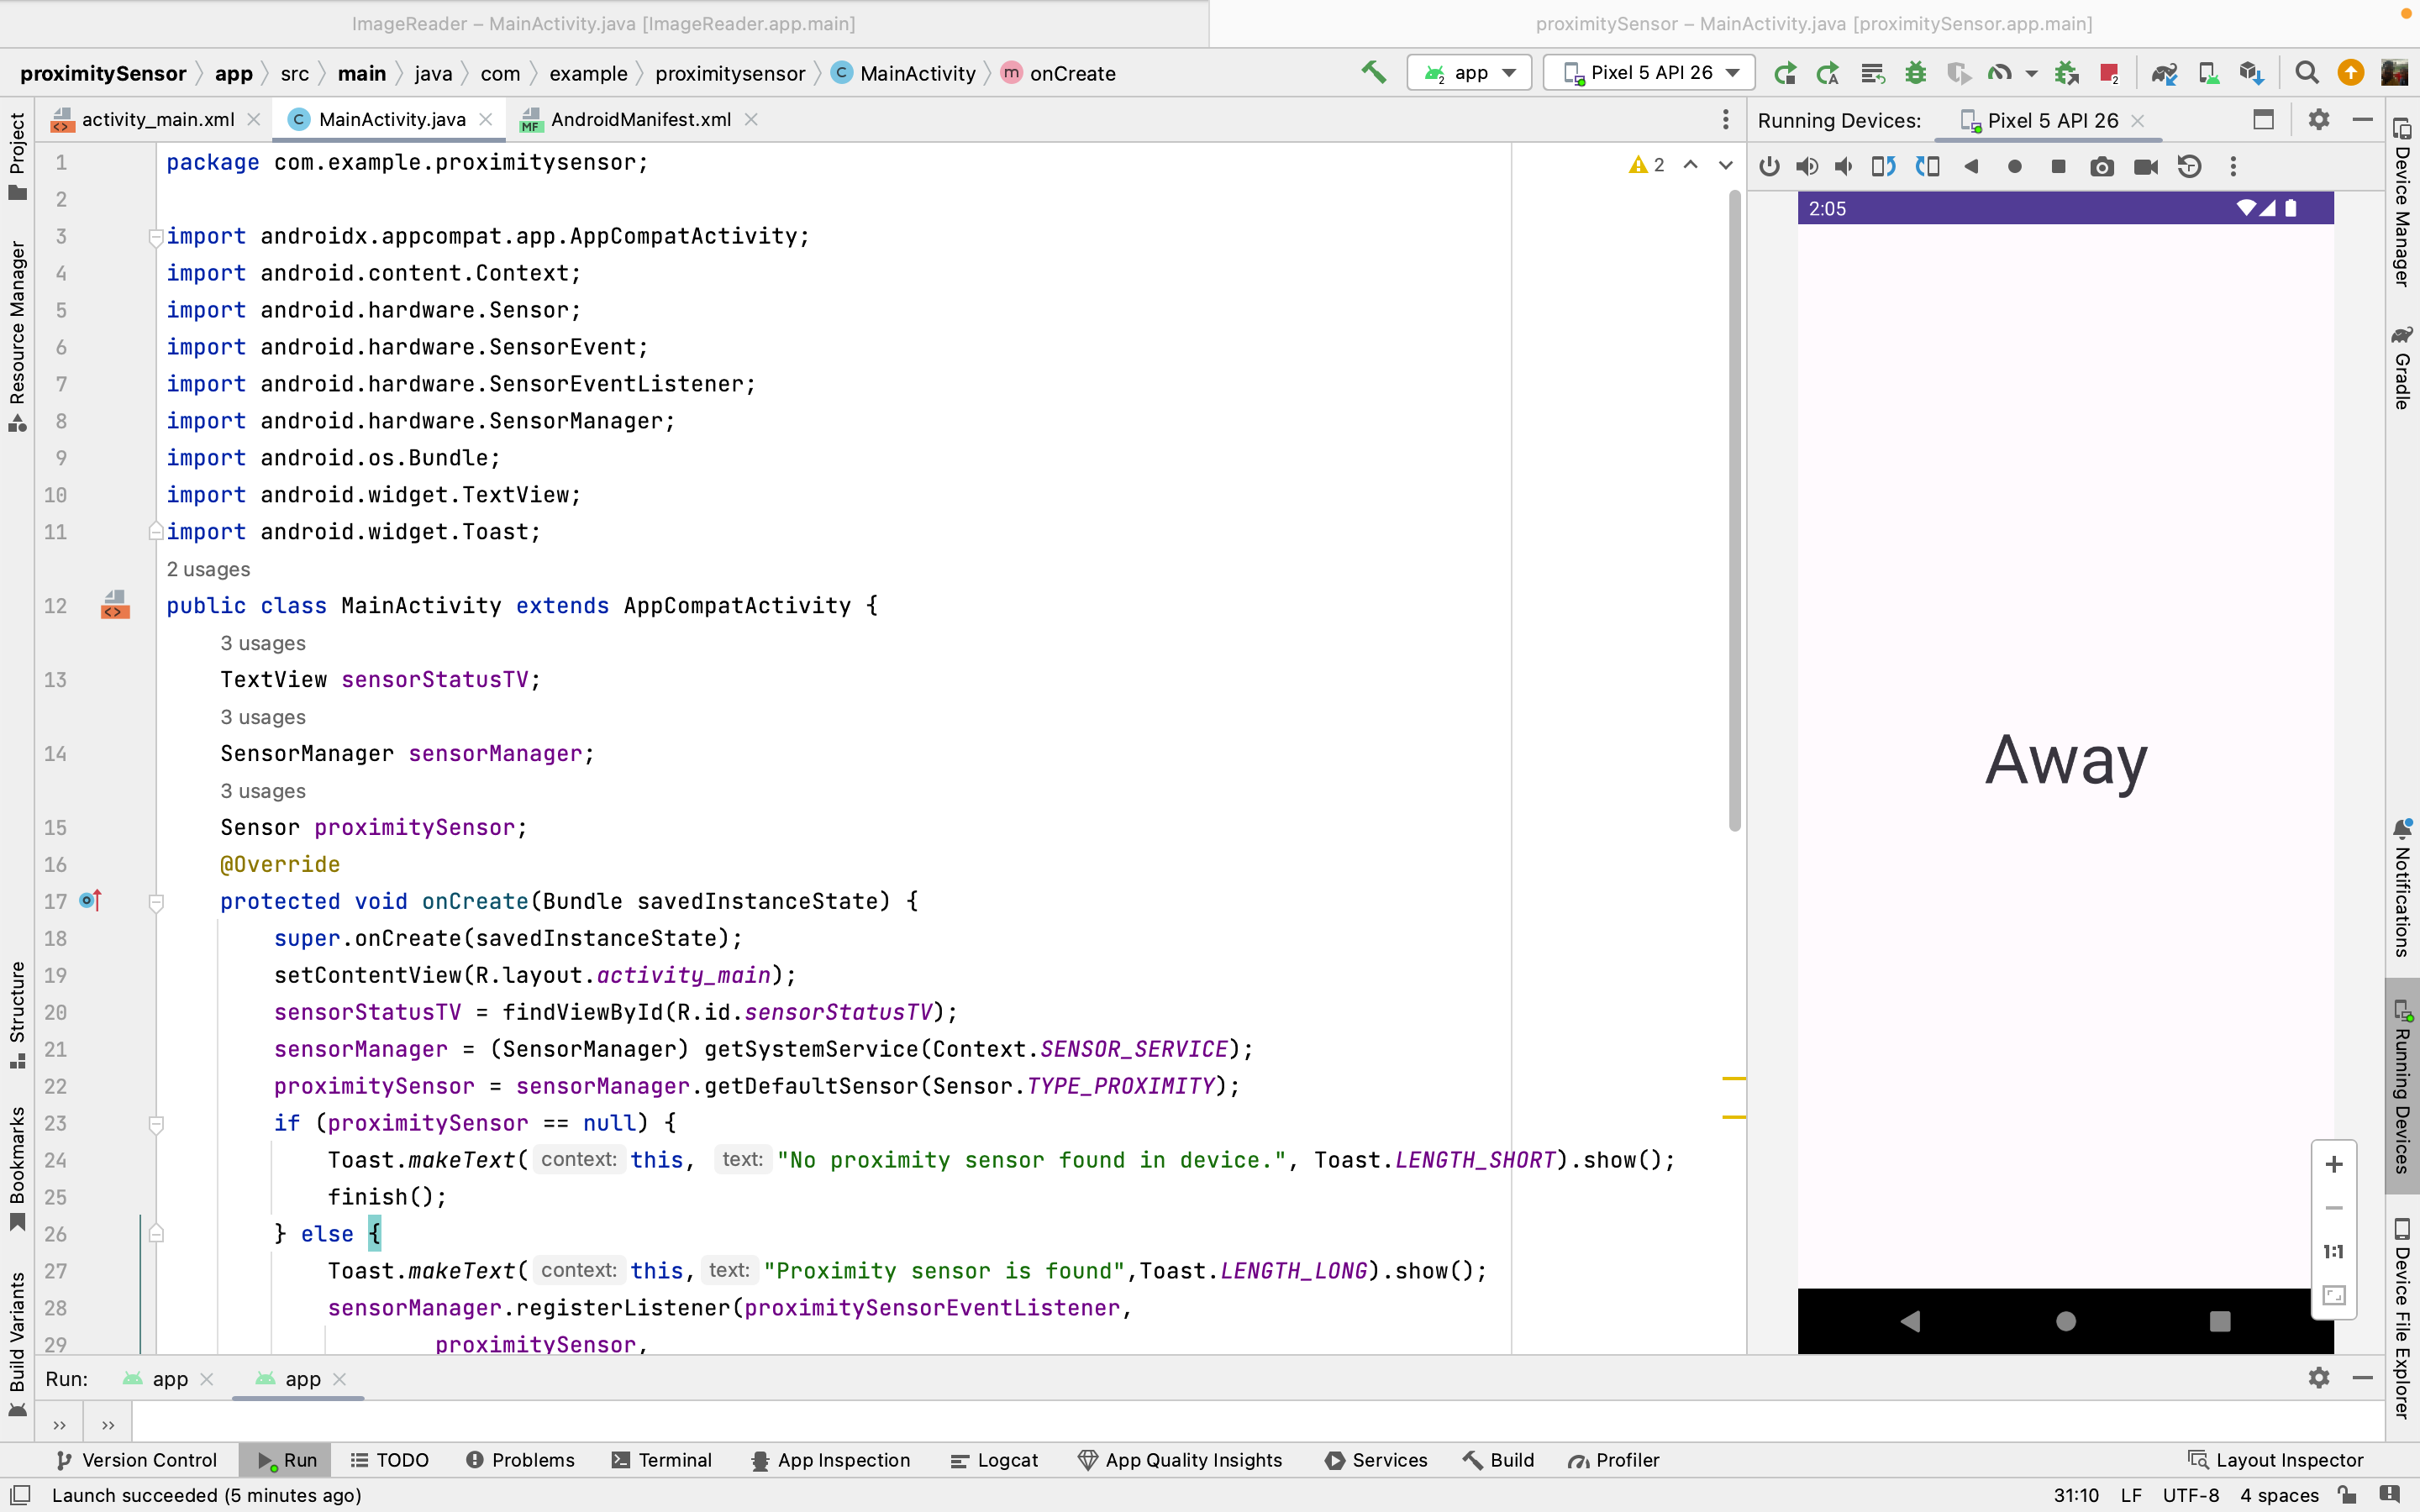 ImageReader – MainActivity.java [ImageReader.app.main]
proximitySensor – MainActivity.java [proximitySensor.app.main]
proximitySensor app src main java com example proximitysensor C MainActivity m onCreate
app
Pixel 5 API 26
activity_main.xml
MainActivity.java
AndroidManifest.xml
Running Devices:
Pixel 5 API 26
1 package com.example.proximitysensor;
2
3 import androidx.appcompat.app.AppCompatActivity;
4 import android.content.Context;
5 import android.hardware.Sensor;
6 import android.hardware.SensorEvent;
7 import android.hardware.SensorEventListener;
8 import android.hardware.SensorManager;
9 import android.os.Bundle;
10 import android.widget.TextView;
11 import android.widget.Toast;
2 usages
12 public class MainActivity extends AppCompatActivity {
3 usages
13 TextView sensorStatusTV;
3 usages
14 SensorManager sensorManager;
3 usages
15 Sensor proximitySensor;
16 @Override
17 protected void onCreate(Bundle savedInstanceState) {
18 super.onCreate(savedInstanceState);
19 setContentView(R.layout.activity_main);
20 sensorStatusTV = findViewById(R.id.sensorStatusTV);
21 sensorManager = (SensorManager) getSystemService(Context.SENSOR_SERVICE);
22 proximitySensor = sensorManager.getDefaultSensor(Sensor.TYPE_PROXIMITY);
23 if (proximitySensor == null) {
24 Toast.makeText( context: this, text: "No proximity sensor found in device.", Toast.LENGTH_SHORT).show();
25 finish();
26 } else {
27 Toast.makeText( context: this, text: "Proximity sensor is found",Toast.LENGTH_LONG).show();
28 sensorManager.registerListener(proximitySensorEventListener,
29 proximitySensor,
2
2:05
Away
1:1
Project
Resource Manager
Structure
Bookmarks
Build Variants
Device Manager
Gradle
Notifications
Running Devices
Device File Explorer
Run:
app
app
Version Control
Run
TODO
Problems
Terminal
App Inspection
Logcat
App Quality Insights
Services
Build
Profiler
Layout Inspector
Launch succeeded (5 minutes ago)
31:10 LF UTF-8 4 spaces